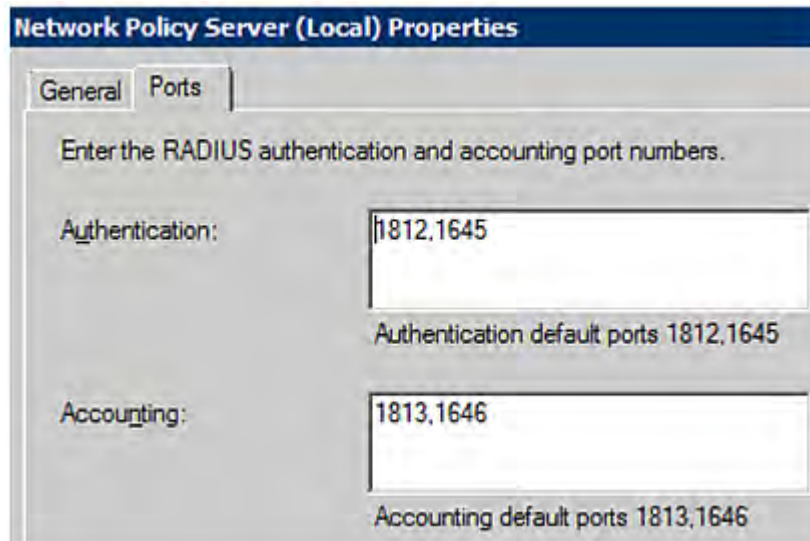 Network Policy Server (Local) Properties
General Ports
Enter the RADIUS authentication and accounting port numbers.
Authentication: 1812,1645
Authentication default ports 1812,1645
Accounting: 1813,1646
Accounting default ports 1813,1646